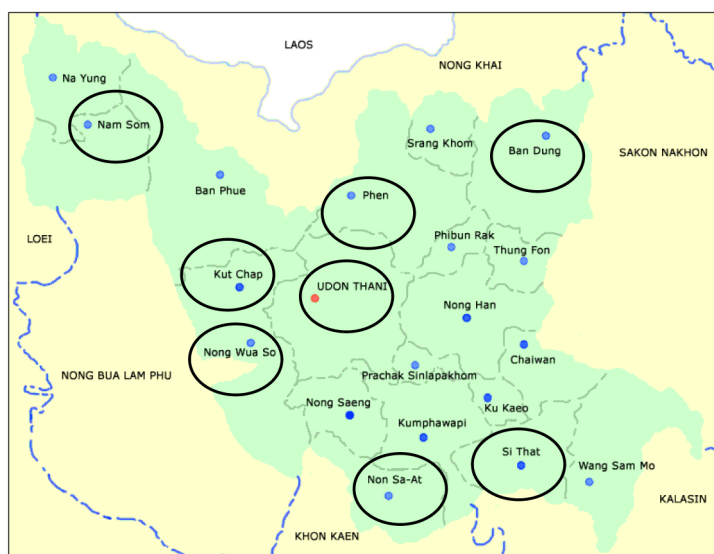 LAOS
NONG KHAI
Na Yung
Nam Som
Srang Khom
Ban Dung
SAKON NAKHON
Ban Phue
Phen
LOEI
Phibun Rak
Thung Fon
Kut Chap
UDON THANI
Nong Han
Nong Wua So
Chaiwan
NONG BUA LAM PHU
Prachak Sinlapakhom
Nong Saeng
Ku Kaeo
Kumphawapi
Si That
Non Sa-At
Wang Sam Mo
KALASIN
KHON KAEN